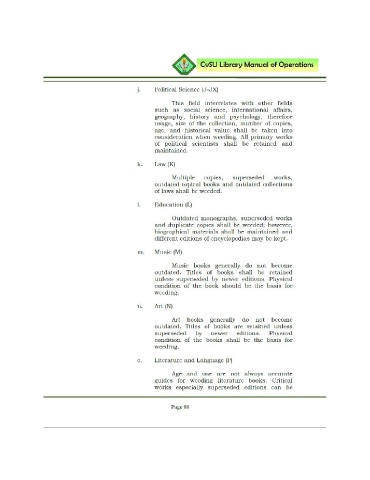 CvSU Library Manual of Operations
j. Political Science (J-JX)
This field interrelates with other fields
such as social science, international affairs,
geography, history and psychology, therefore
usage, size of the collection, number of copies,
age, and historical value shall be taken into
consideration when weeding. All primary works
of political scientists shall be retained and
maintained.
k. Law (K)
Multiple copies, superseded works,
outdated topical books and outdated collections
of laws shall be weeded.
l. Education (L)
Outdated monographs, superseded works
and duplicate copies shall be weeded; however,
biographical materials shall be maintained and
different editions of encyclopedias may be kept.
m. Music (M)
Music books generally do not become
outdated. Titles of books shall be retained
unless superseded by newer editions. Physical
condition of the book should be the basis for
weeding.
n. Art (N)
Art books generally do not become
outdated. Titles of books are retained unless
superseded by newer editions. Physical
condition of the books shall be the basis for
weeding.
o. Literature and Language (P)
Age and use are not always accurate
guides for weeding literature books. Critical
works especially superseded editions can be
Page